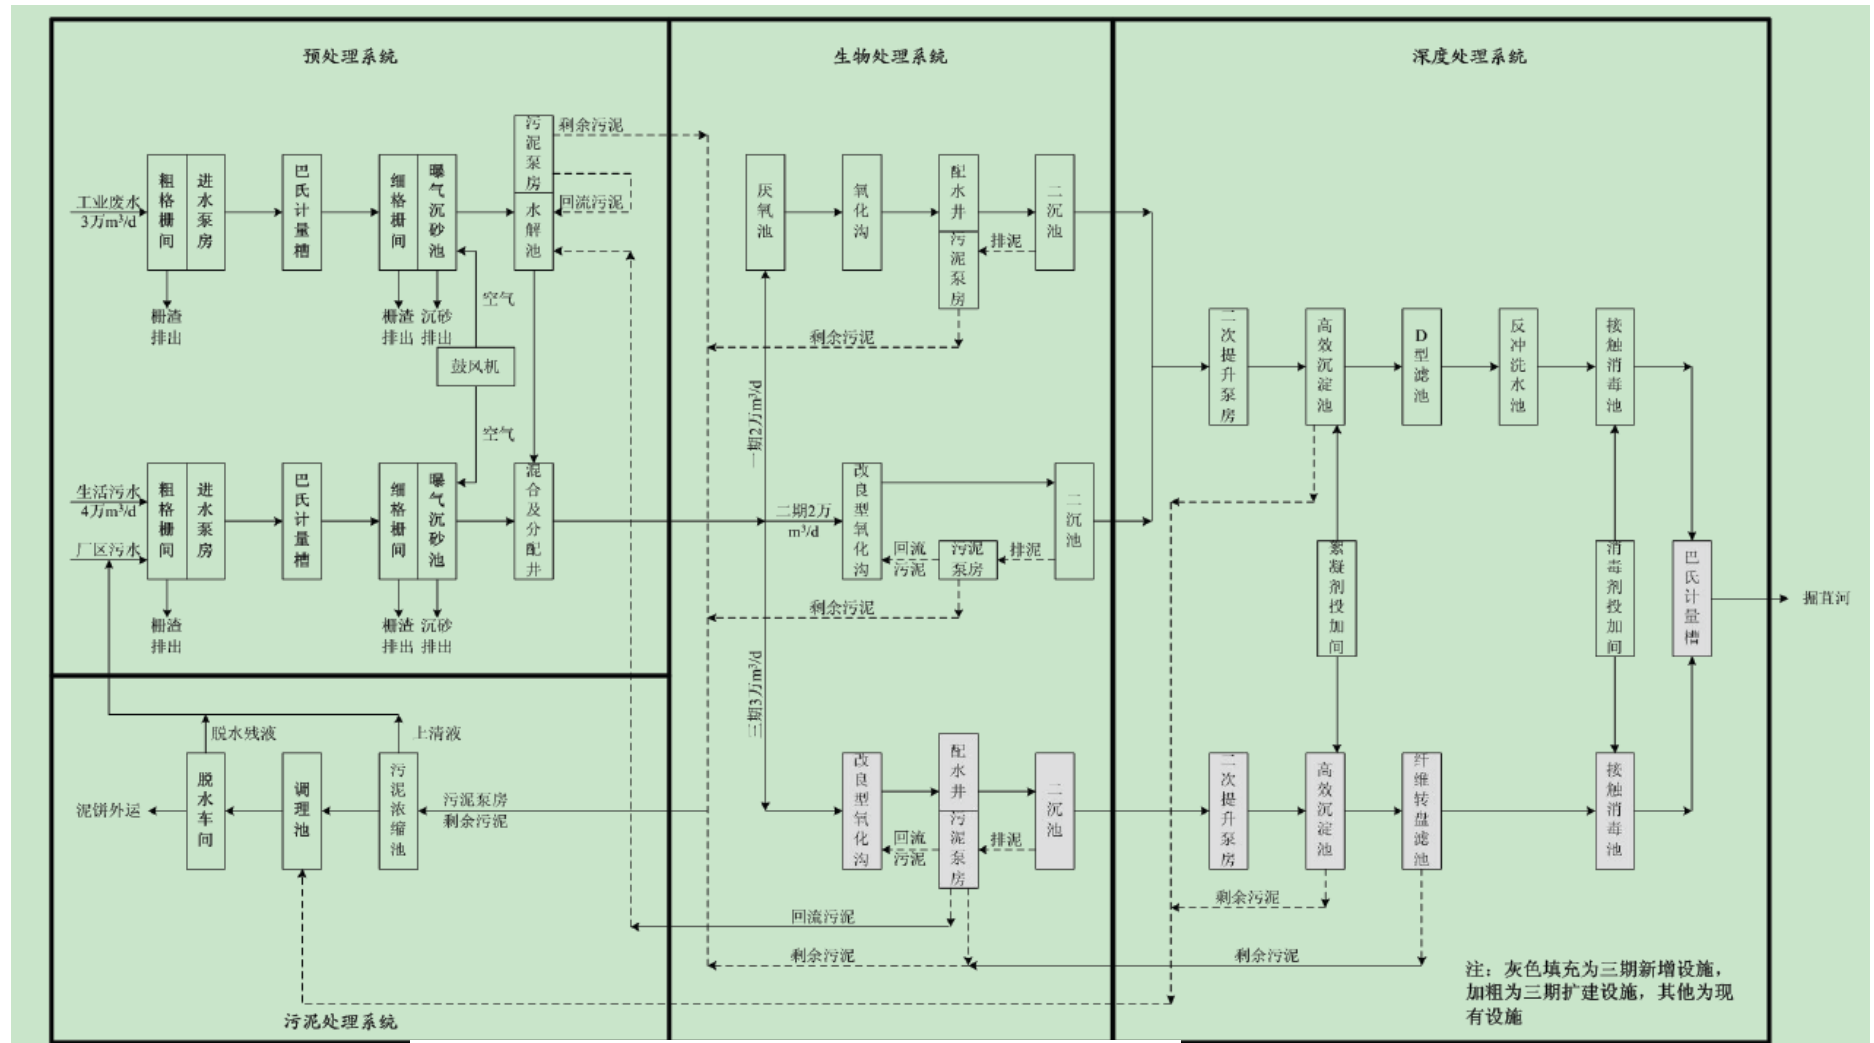 预处理系统
生物处理系统
深度处理系统
工业废水
3万m³/d
粗格栅间
进水泵房
巴氏计量槽
细格栅间
曝气沉砂池
污泥泵房
水解池
剩余污泥
回流污泥
栅渣
排出
栅渣
排出
沉砂
排出
空气
鼓风机
空气
生活污水
4万m³/d
厂区污水
粗格栅间
进水泵房
巴氏计量槽
细格栅间
曝气沉砂池
混合及分配井
栅渣
排出
栅渣
排出
沉砂
排出
厌氧池
氧化沟
配水井
污泥泵房
二沉池
排泥
剩余污泥
一期2万m³/d
二期2万
m³/d
三期3万m³/d
改良型氧化沟
回流
污泥
污泥
泵房
排泥
二沉池
剩余污泥
改良型氧化沟
配水井
污泥泵房
回流
污泥
排泥
二沉池
回流污泥
剩余污泥
二次提升泵房
高效沉淀池
D型滤池
反冲洗水池
接触消毒池
絮凝剂投加间
消毒剂投加间
巴氏计量槽
掘苴河
二次提升泵房
高效沉淀池
纤维转盘滤池
接触消毒池
剩余污泥
剩余污泥
脱水残液
上清液
泥饼外运
脱水车间
调理池
污泥浓缩池
污泥泵房
剩余污泥
污泥处理系统
注：灰色填充为三期新增设施，
加粗为三期扩建设施，其他为现
有设施